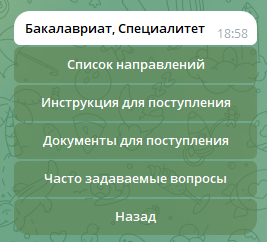 Бакалавриат, Специалитет
18:58
Список направлений
Инструкция для поступления
Документы для поступления
Часто задаваемые вопросы
Назад